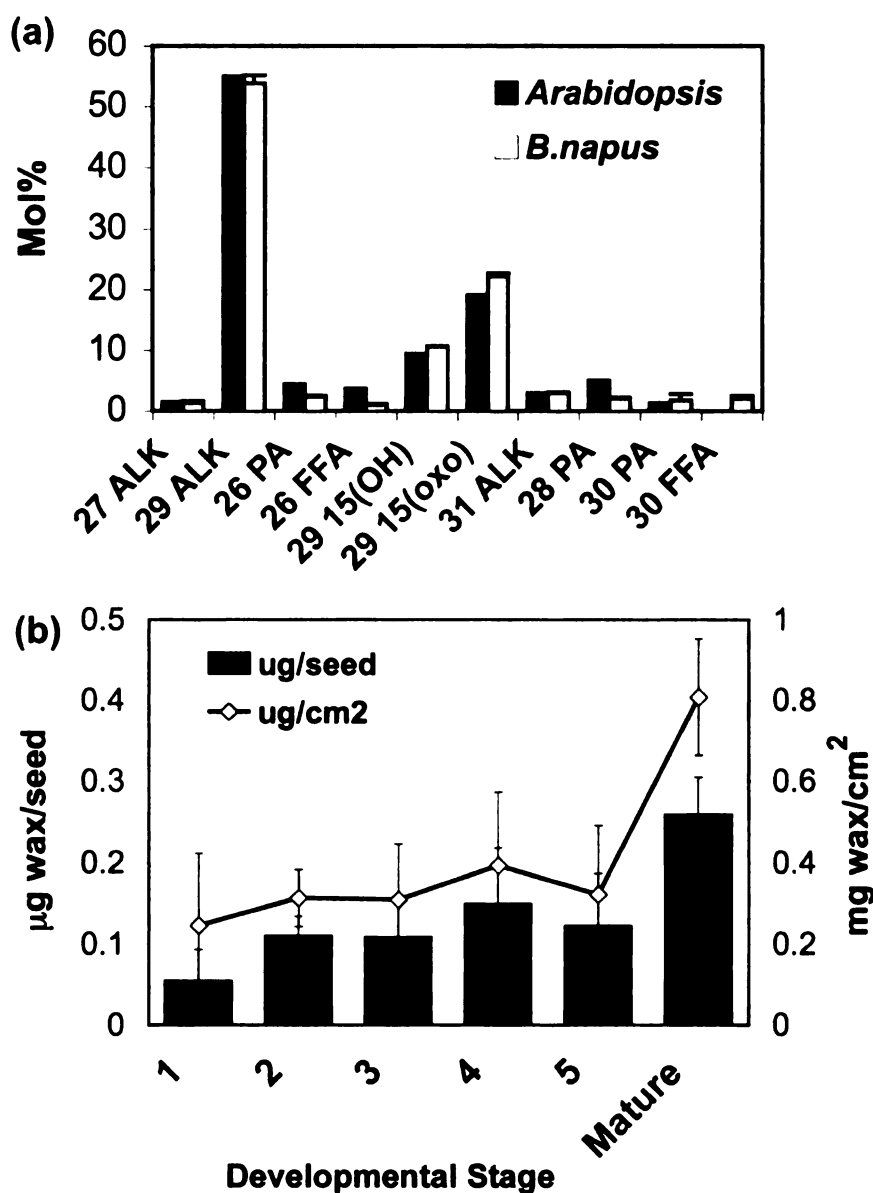 (a)
60
50
40
30
20
10
0
Mol%
Arabidopsis
B.napus
27 ALK
29 ALK
26 PA
26 FFA
29 15(OH)
29 15(oxo)
31 ALK
28 PA
30 PA
30 FFA
(b)
0.5
0.4
0.3
0.2
0.1
0
µg wax/seed
ug/seed
ug/cm2
1
0.8
0.6
0.4
0.2
0
mg wax/cm²
1
2
3
4
5
Mature
Developmental Stage